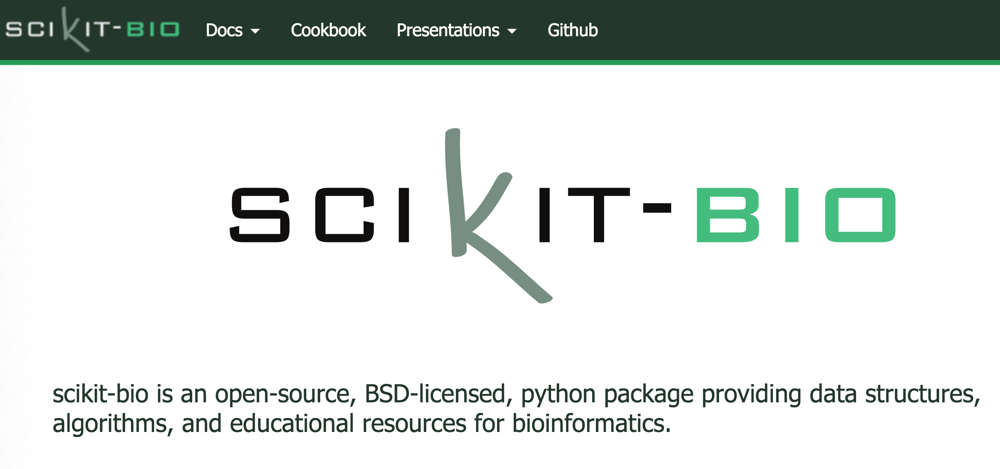 SCIKIT-BIO Docs Cookbook Presentations Github
SCIKIT-BIO
scikit-bio is an open-source, BSD-licensed, python package providing data structures,
algorithms, and educational resources for bioinformatics.